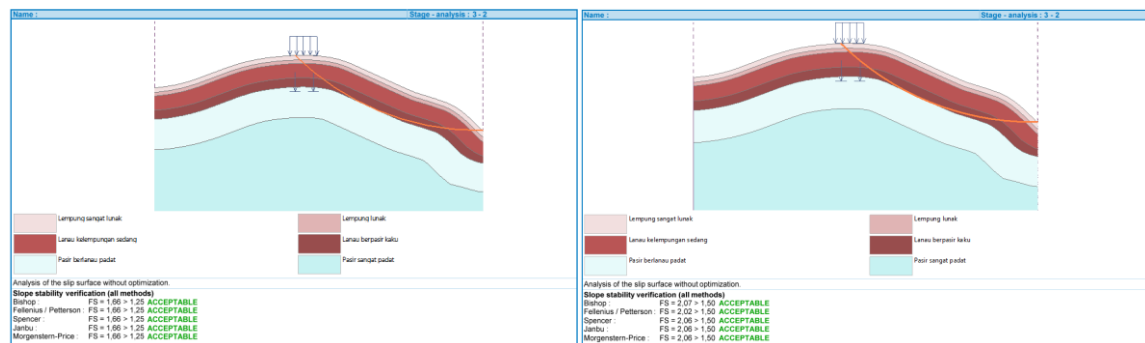 Name :
Stage - analysis : 3 - 2
Lempung sangat lunak
Lempung lunak
Lanau kelempungan sedang
Lanau berpasir kaku
Pasir berlanau padat
Pasir sangat padat
Analysis of the slip surface without optimization.
Slope stability verification (all methods)
Bishop : FS = 1,66 > 1,25 ACCEPTABLE
Fellenius / Petterson : FS = 1,66 > 1,25 ACCEPTABLE
Spencer : FS = 1,66 > 1,25 ACCEPTABLE
Janbu : FS = 1,66 > 1,25 ACCEPTABLE
Morgenstern-Price : FS = 1,66 > 1,25 ACCEPTABLE
Name :
Stage - analysis : 3 - 2
Lempung sangat lunak
Lempung lunak
Lanau kelempungan sedang
Lanau berpasir kaku
Pasir berlanau padat
Pasir sangat padat
Analysis of the slip surface without optimization.
Slope stability verification (all methods)
Bishop : FS = 2,07 > 1,50 ACCEPTABLE
Fellenius / Petterson : FS = 2,02 > 1,50 ACCEPTABLE
Spencer : FS = 2,06 > 1,50 ACCEPTABLE
Janbu : FS = 2,06 > 1,50 ACCEPTABLE
Morgenstern-Price : FS = 2,06 > 1,50 ACCEPTABLE